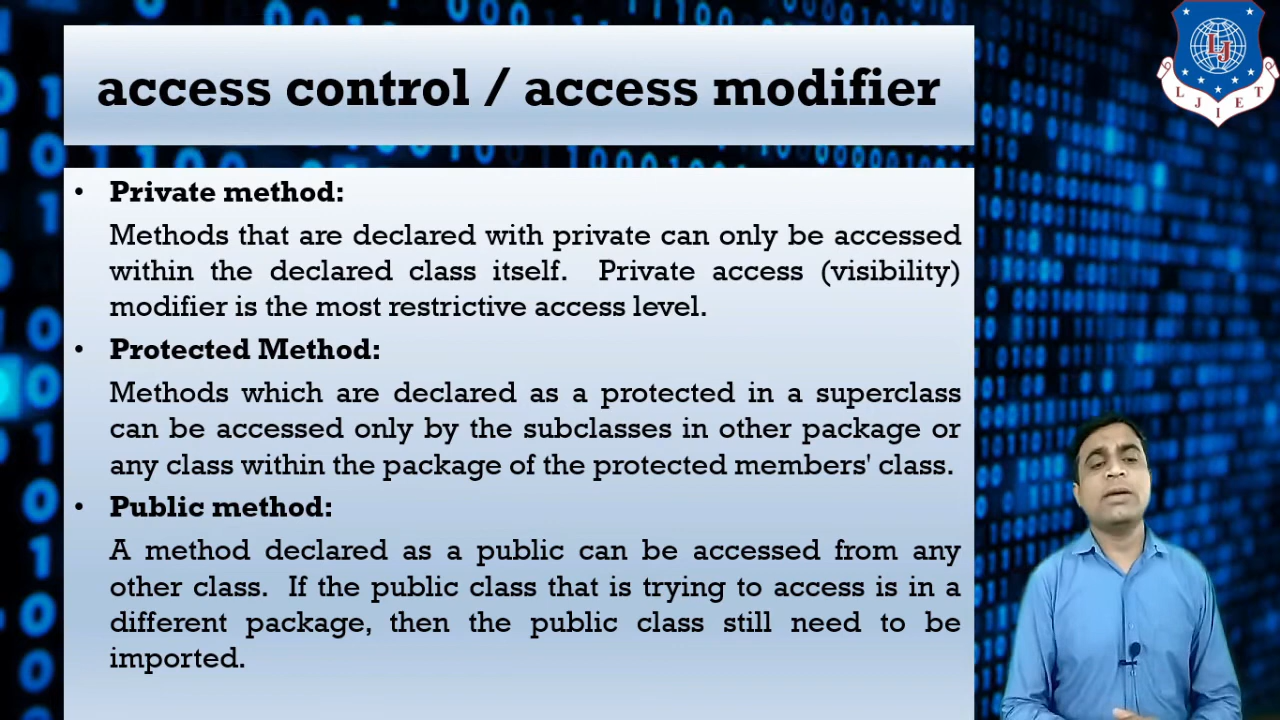 access control / access modifier
• Private method:
Methods that are declared with private can only be accessed
within the declared class itself. Private access (visibility)
modifier is the most restrictive access level.
• Protected Method:
Methods which are declared as a protected in a superclass
can be accessed only by the subclasses in other package or
any class within the package of the protected members' class.
• Public method:
A method declared as a public can be accessed from any
other class. If the public class that is trying to access is in a
different package, then the public class still need to be
imported.
LJ
L J I E T